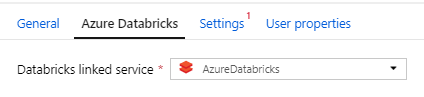 General Azure Databricks Settings 1 User properties
Databricks linked service * AzureDatabricks